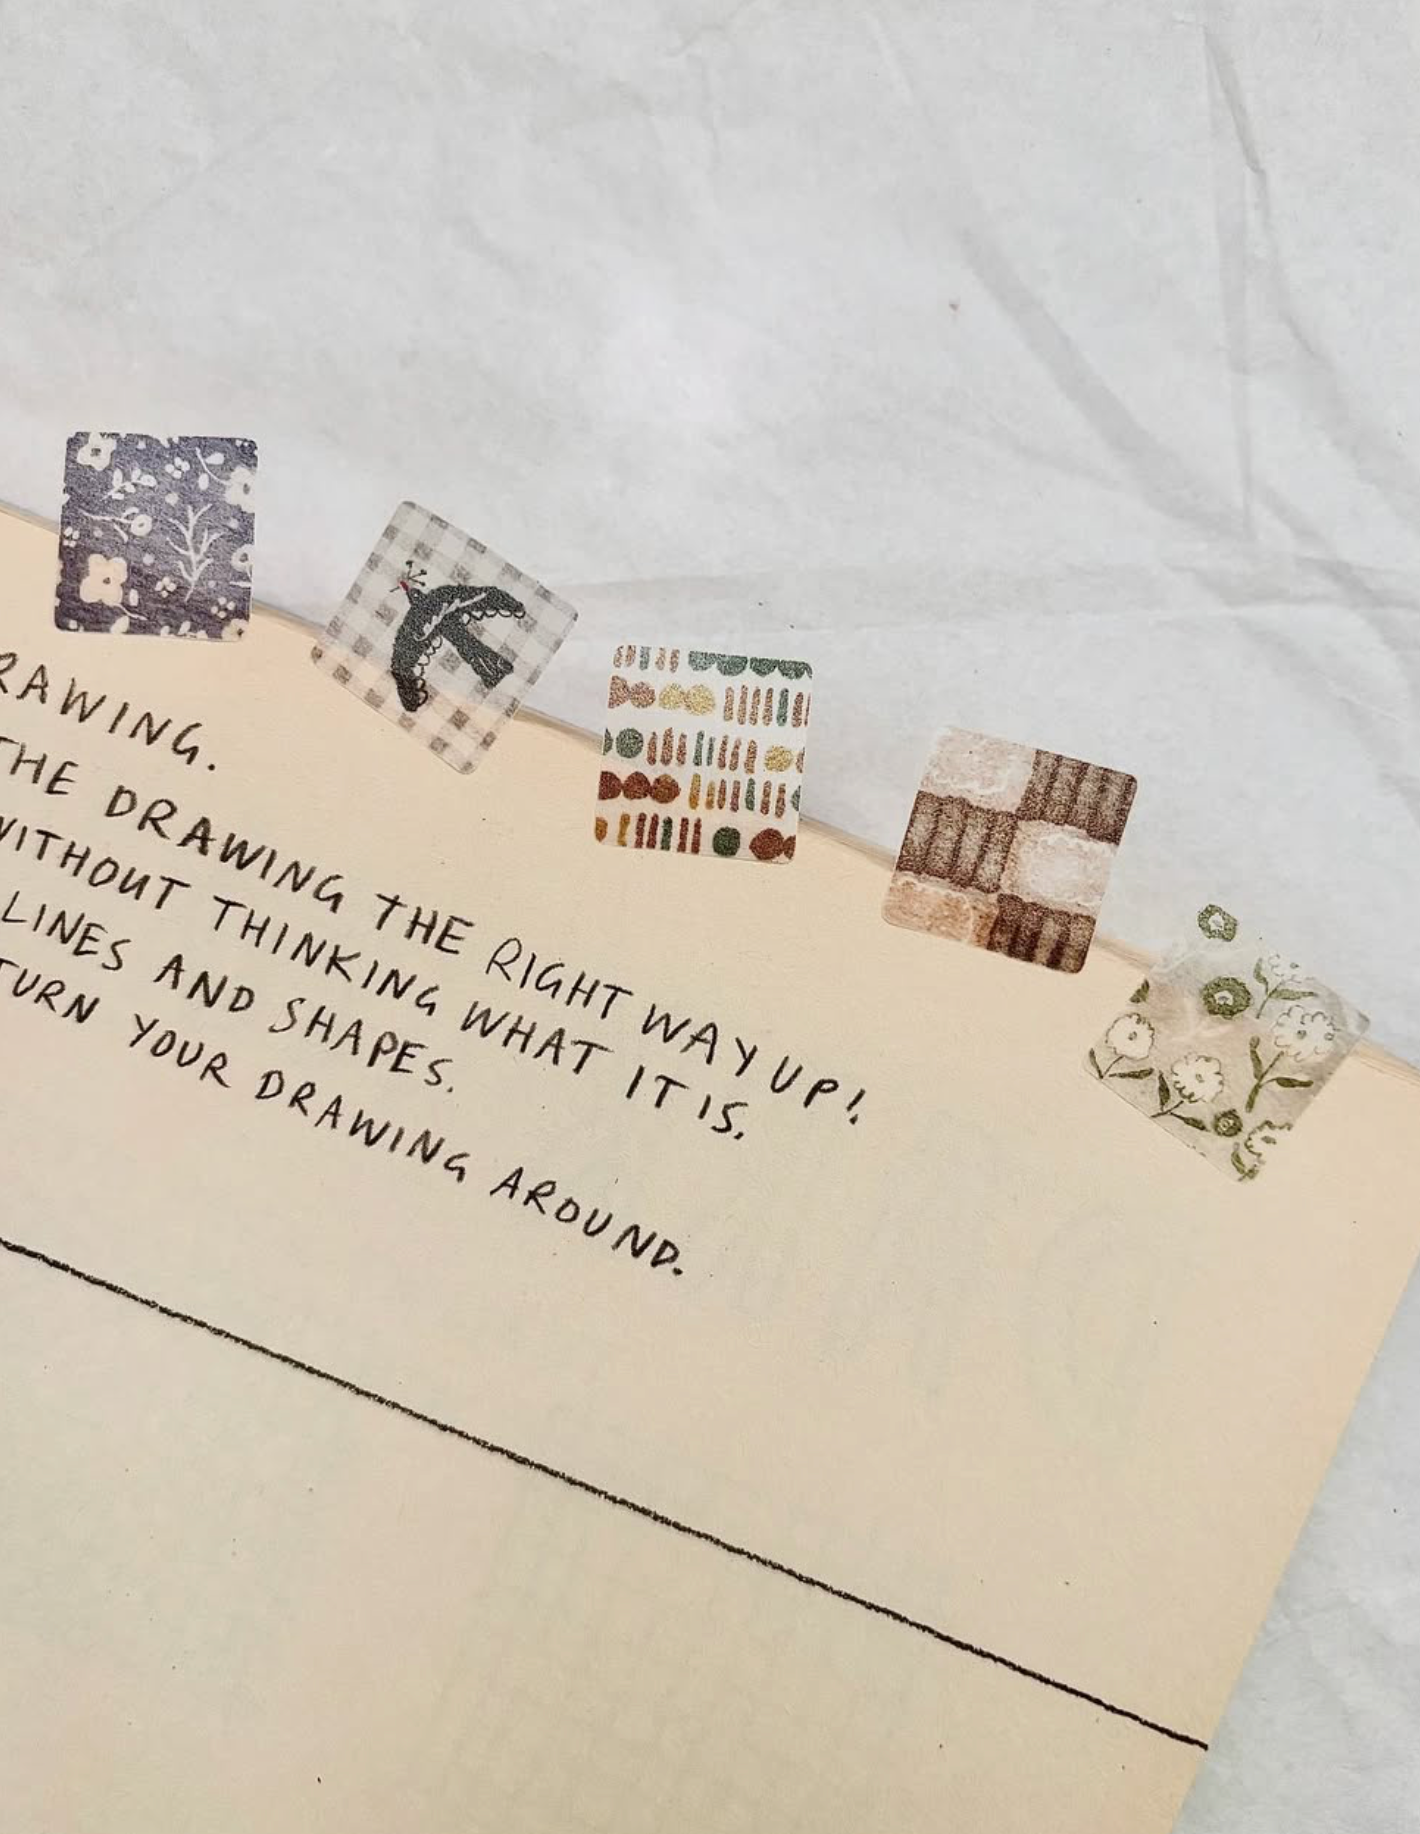 RAWING.
THE DRAWING THE RIGHT WAY UP!
WITHOUT THINKING WHAT IT IS.
LINES AND SHAPES.
TURN YOUR DRAWING AROUND.